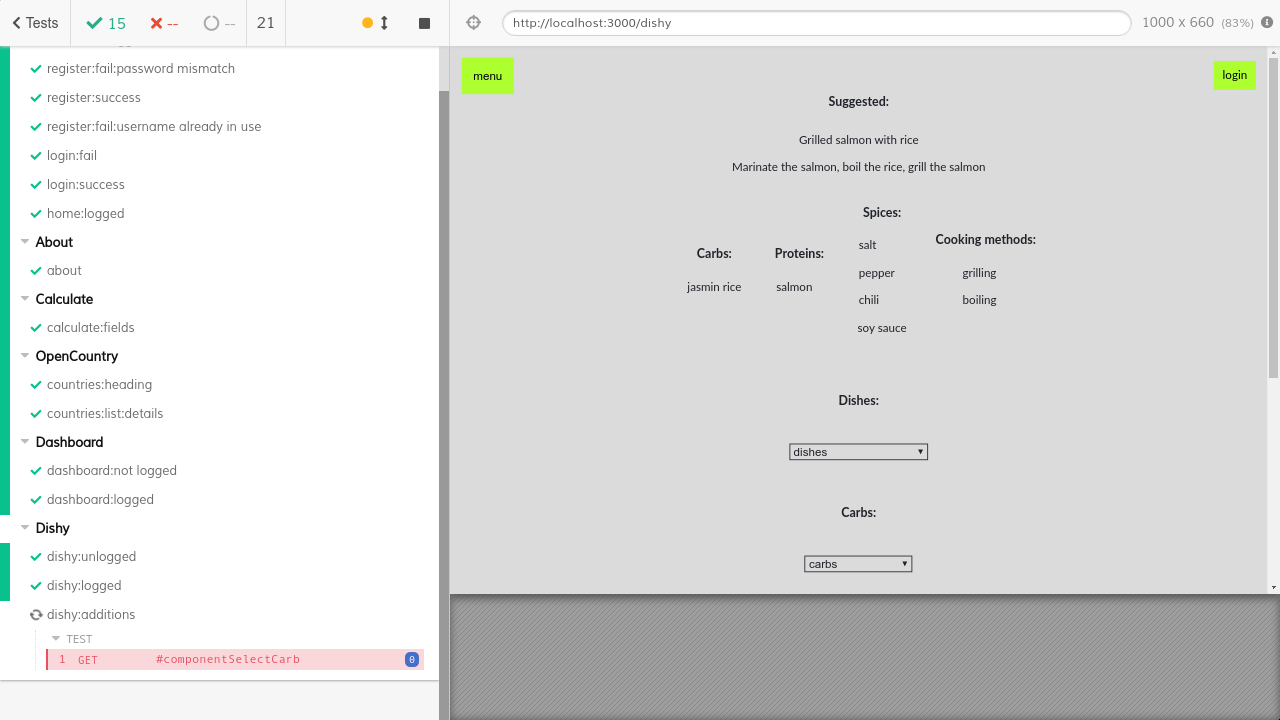 Tests
15
--
--
21
http://localhost:3000/dishy
1000 x 660 (83%)
register:fail:password mismatch
register:success
register:fail:username already in use
login:fail
login:success
home:logged
About
about
Calculate
calculate:fields
OpenCountry
countries:heading
countries:list:details
Dashboard
dashboard:not logged
dashboard:logged
Dishy
dishy:unlogged
dishy:logged
dishy:additions
TEST
1 GET #componentSelectCarb 0
menu
login
Suggested:
Grilled salmon with rice
Marinate the salmon, boil the rice, grill the salmon
Carbs:
jasmin rice
Proteins:
salmon
Spices:
salt
pepper
chili
soy sauce
Cooking methods:
grilling
boiling
Dishes:
dishes
Carbs:
carbs